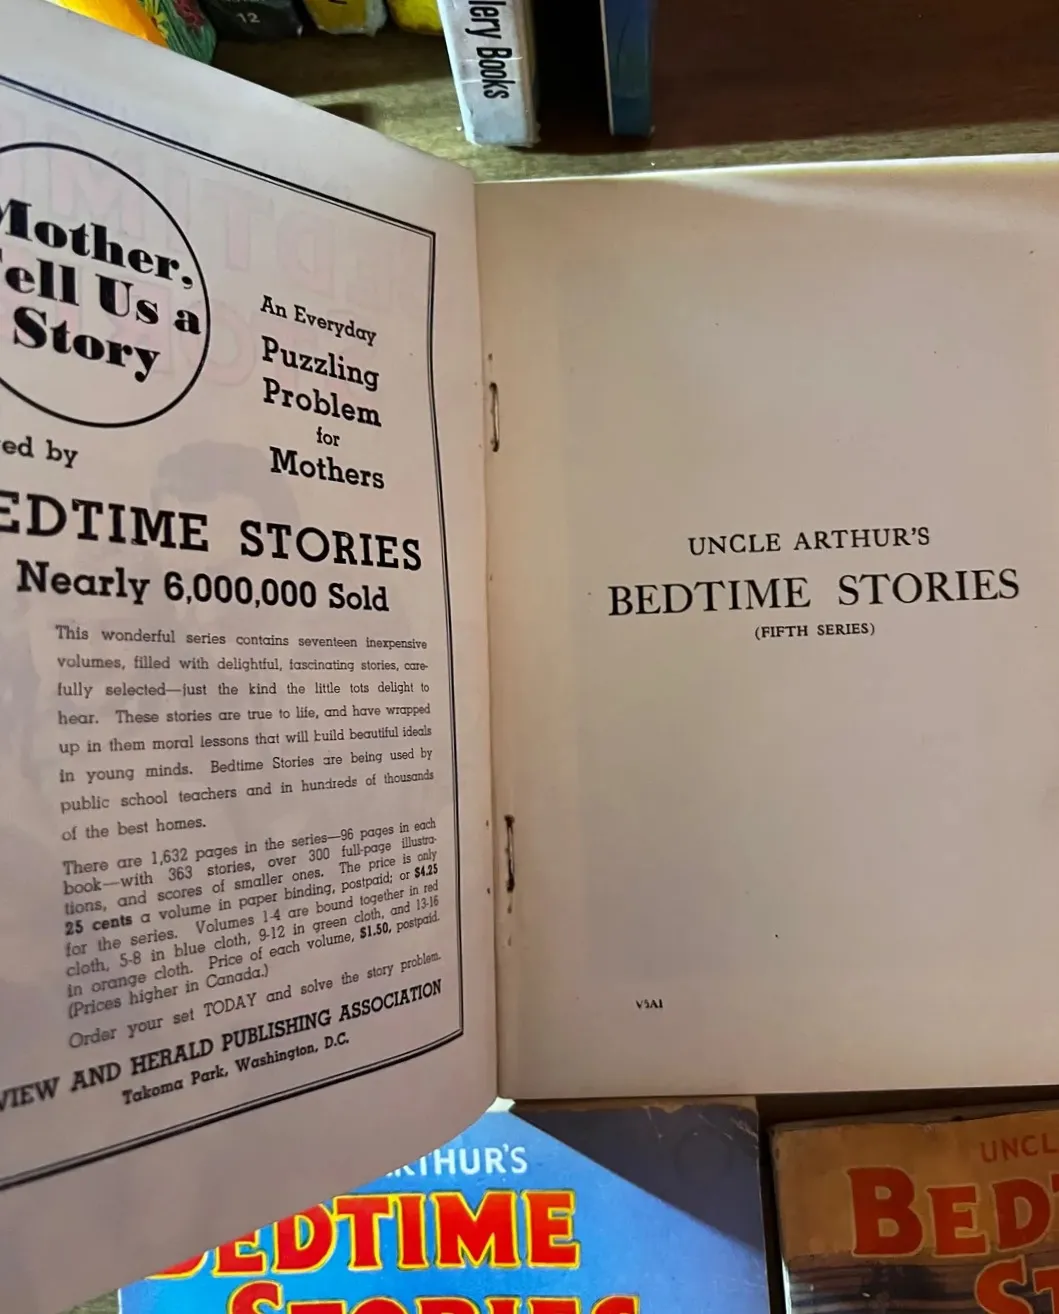 12
lery Books
Mother,
Tell Us a
Story
An Everyday
Puzzling
Problem
for
Mothers
ed by
EDTIME STORIES
Nearly 6,000,000 Sold
This wonderful series contains seventeen inexpensive
volumes, filled with delightful, fascinating stories, care-
fully selected—just the kind the little tots delight to
hear. These stories are true to life, and have wrapped
up in them moral lessons that will build beautiful ideals
in young minds. Bedtime Stories are being used by
public school teachers and in hundreds of thousands
of the best homes.
There are 1,632 pages in the series—96 pages in each
book—with 363 stories, over 300 full-page illustra-
tions, and scores of smaller ones. The price is only
25 cents a volume in paper binding, postpaid; or $4.25
for the series. Volumes 1-4 are bound together in red
cloth, 5-8 in blue cloth, 9-12 in green cloth, and 13-16
in orange cloth. Price of each volume, $1.50, postpaid.
(Prices higher in Canada.)
Order your set TODAY and solve the story problem.
VIEW AND HERALD PUBLISHING ASSOCIATION
Takoma Park, Washington, D.C.
UNCLE ARTHUR'S
BEDTIME STORIES
(FIFTH SERIES)
V5A1
RTHUR'S
BEDTIME
STORIES
UNCL
BED
ST